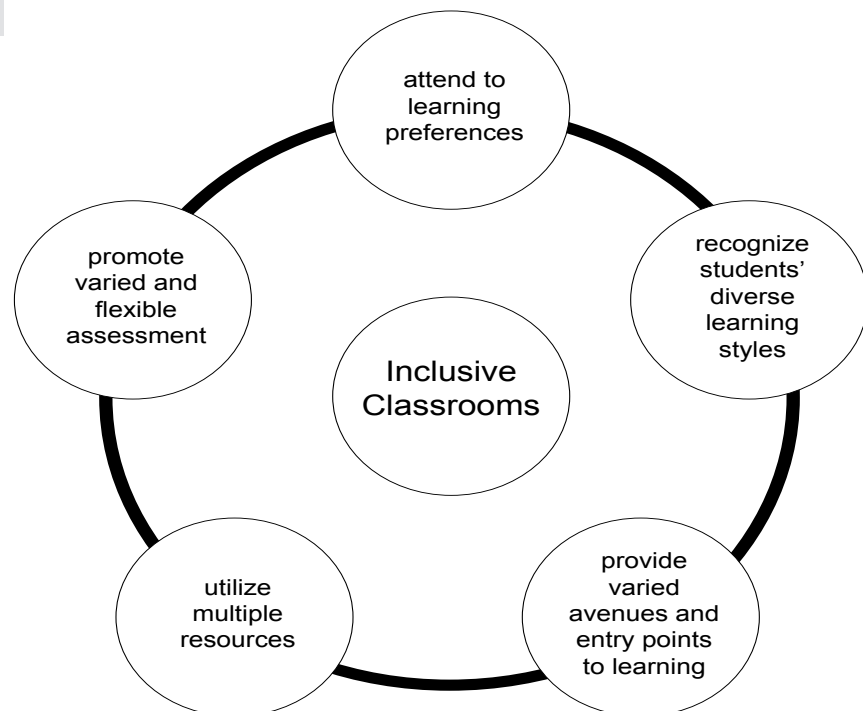 attend to
learning
preferences
recognize
students’
diverse
learning
styles
provide
varied
avenues and
entry points
to learning
utilize
multiple
resources
promote
varied and
flexible
assessment
Inclusive
Classrooms